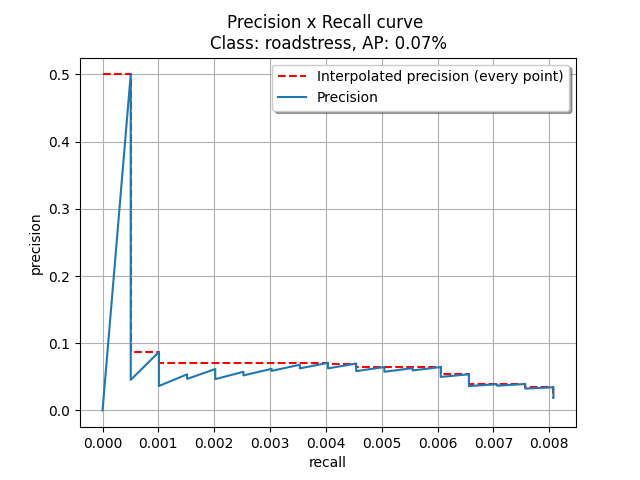 Precision x Recall curve
Class: roadstress, AP: 0.07%
Interpolated precision (every point)
Precision
0.5
0.4
0.3
0.2
0.1
0.0
precision
0.000 0.001 0.002 0.003 0.004 0.005 0.006 0.007 0.008
recall